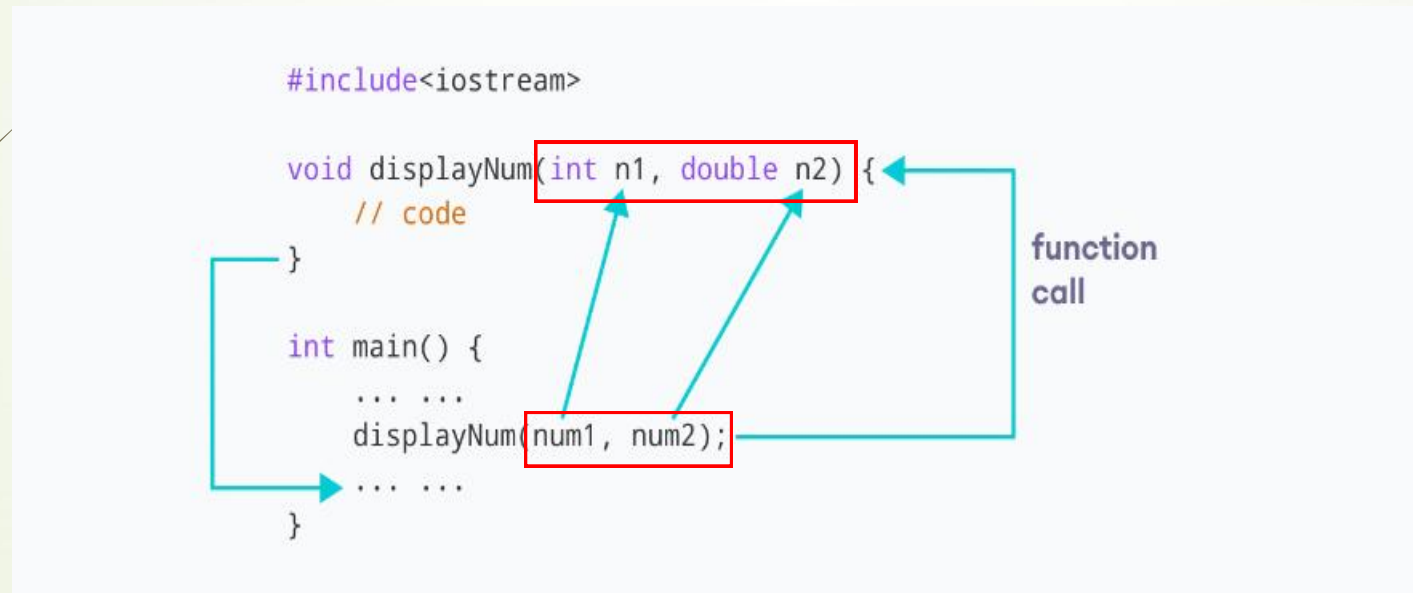 #include<iostream>
void displayNum(int n1, double n2) {
// code
}
function
call
int main() {
... ...
displayNum(num1, num2);
... ...
}